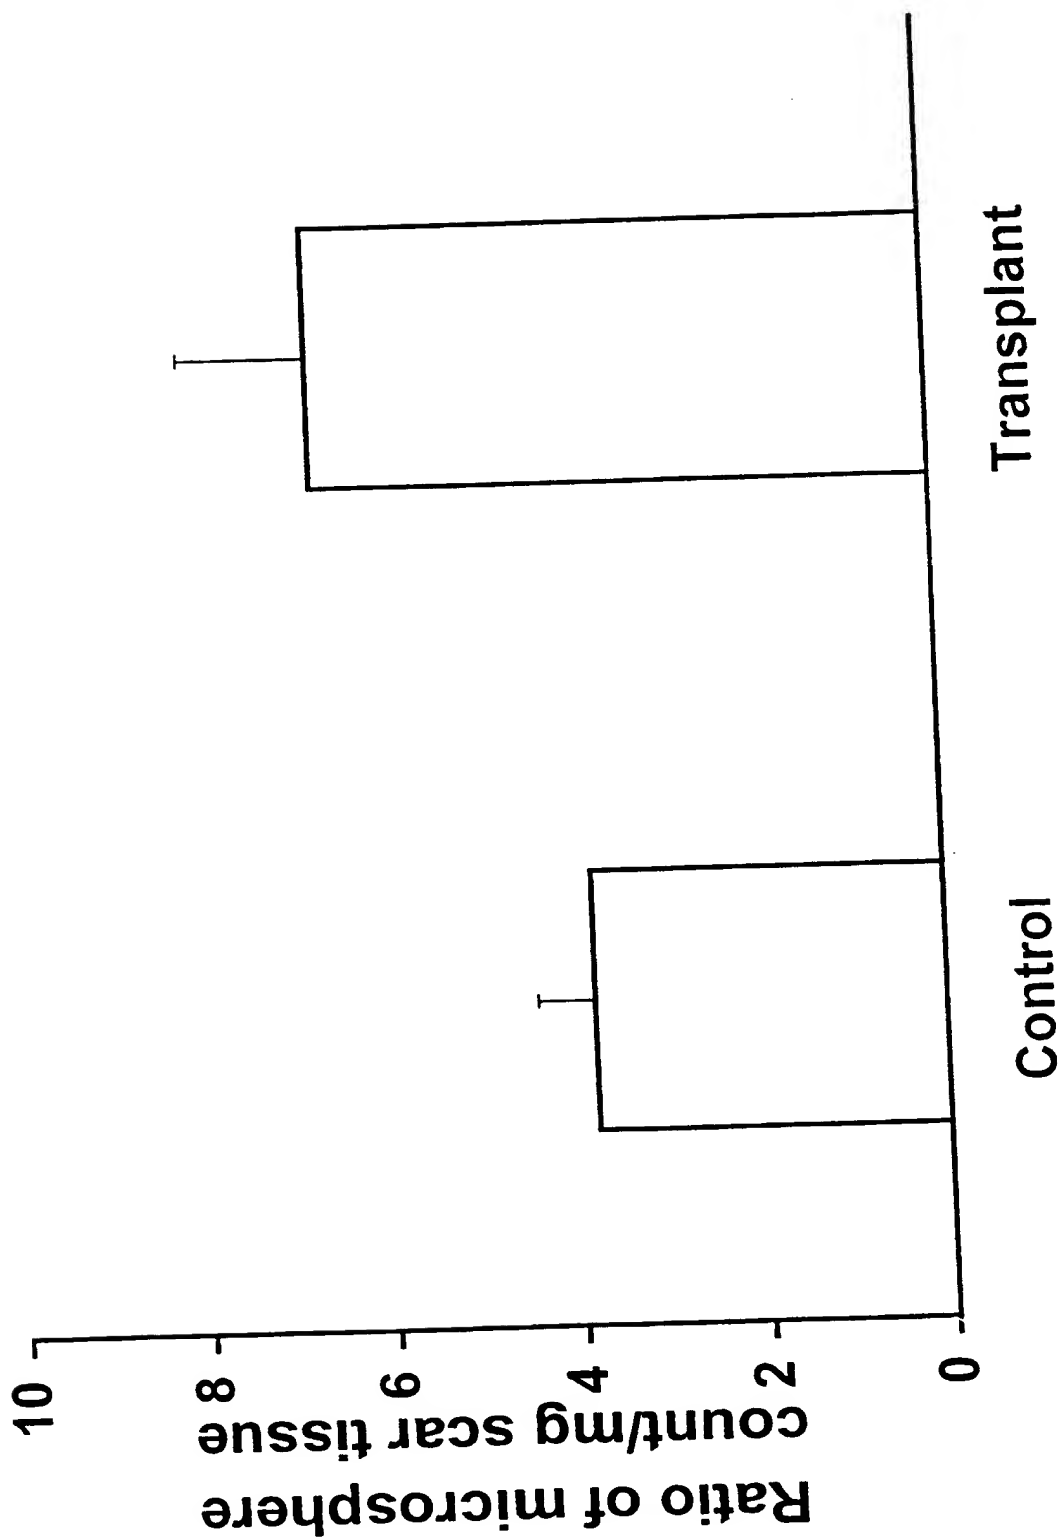 Ratio of microsphere
count/mg scar tissue
10
8
6
4
2
0
Control
Transplant